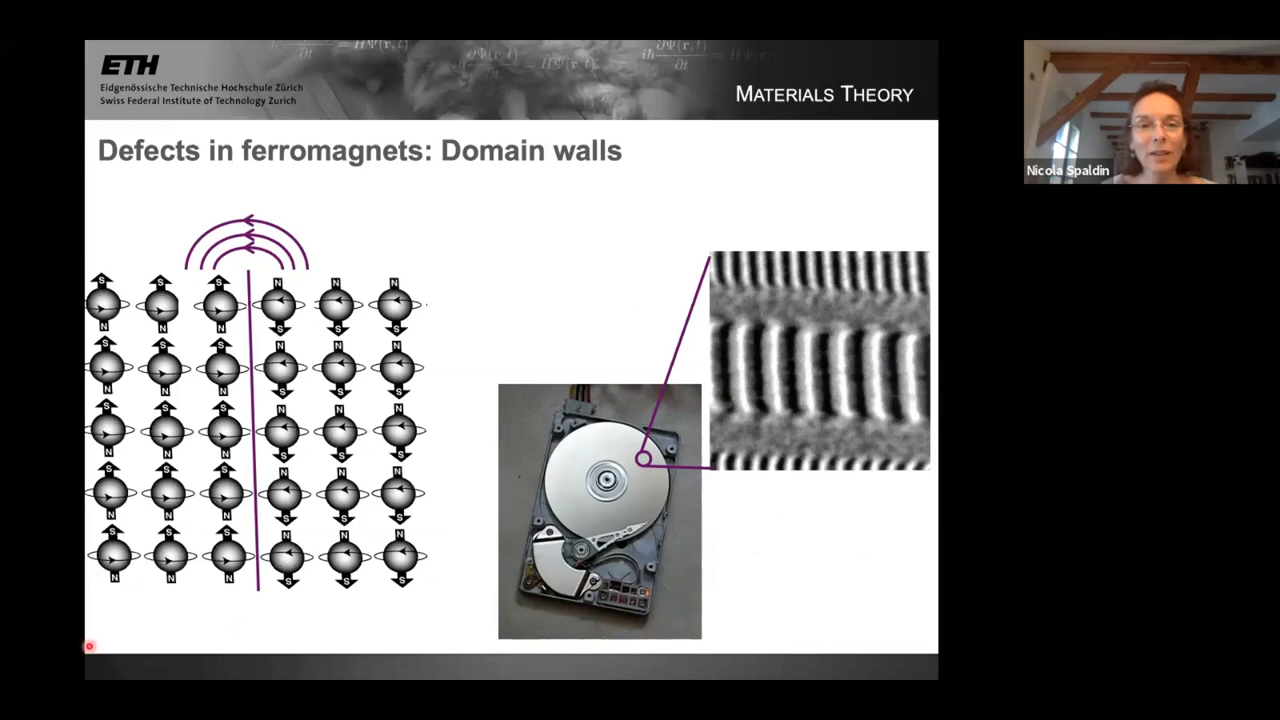 ETH
Eidgenössische Technische Hochschule Zürich
Swiss Federal Institute of Technology Zurich
MATERIALS THEORY
Defects in ferromagnets: Domain walls
Nicola Spaldin
S S S N N N
N N N S S S
S S S N N N
N N N S S S
S S S N N N
N N N S S S
S S S N N N
N N N S S S
S S S N N N
N N N S S S